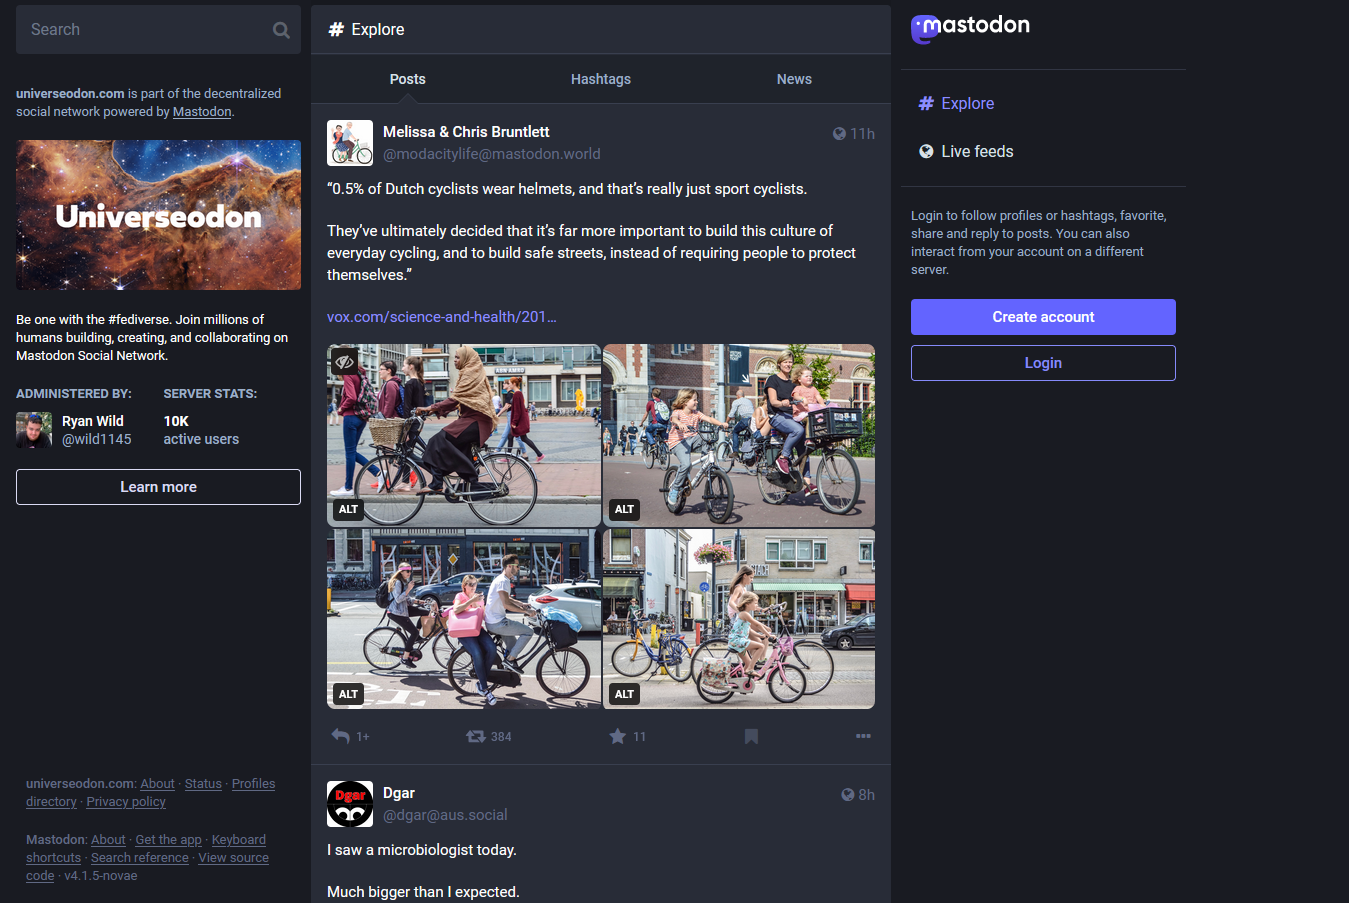 Search
universeodon.com is part of the decentralized
social network powered by Mastodon.
Universeodon
Be one with the #fediverse. Join millions of
humans building, creating, and collaborating on
Mastodon Social Network.
ADMINISTERED BY:
Ryan Wild
@wild1145
SERVER STATS:
10K
active users
Learn more
universeodon.com: About · Status · Profiles
directory · Privacy policy
Mastodon: About · Get the app · Keyboard
shortcuts · Search reference · View source
code · v4.1.5-novae
# Explore
Posts
Hashtags
News
Melissa & Chris Bruntlett
11h
@modacitylife@mastodon.world
“0.5% of Dutch cyclists wear helmets, and that’s really just sport cyclists.
They’ve ultimately decided that it’s far more important to build this culture of
everyday cycling, and to build safe streets, instead of requiring people to protect
themselves.”
vox.com/science-and-health/201…
ABN·AMRO
ALT
ALT
ALT
ALT
1+
384
11
Dgar
Dgar
8h
@dgar@aus.social
I saw a microbiologist today.
Much bigger than I expected.
mastodon
# Explore
Live feeds
Login to follow profiles or hashtags, favorite,
share and reply to posts. You can also
interact from your account on a different
server.
Create account
Login